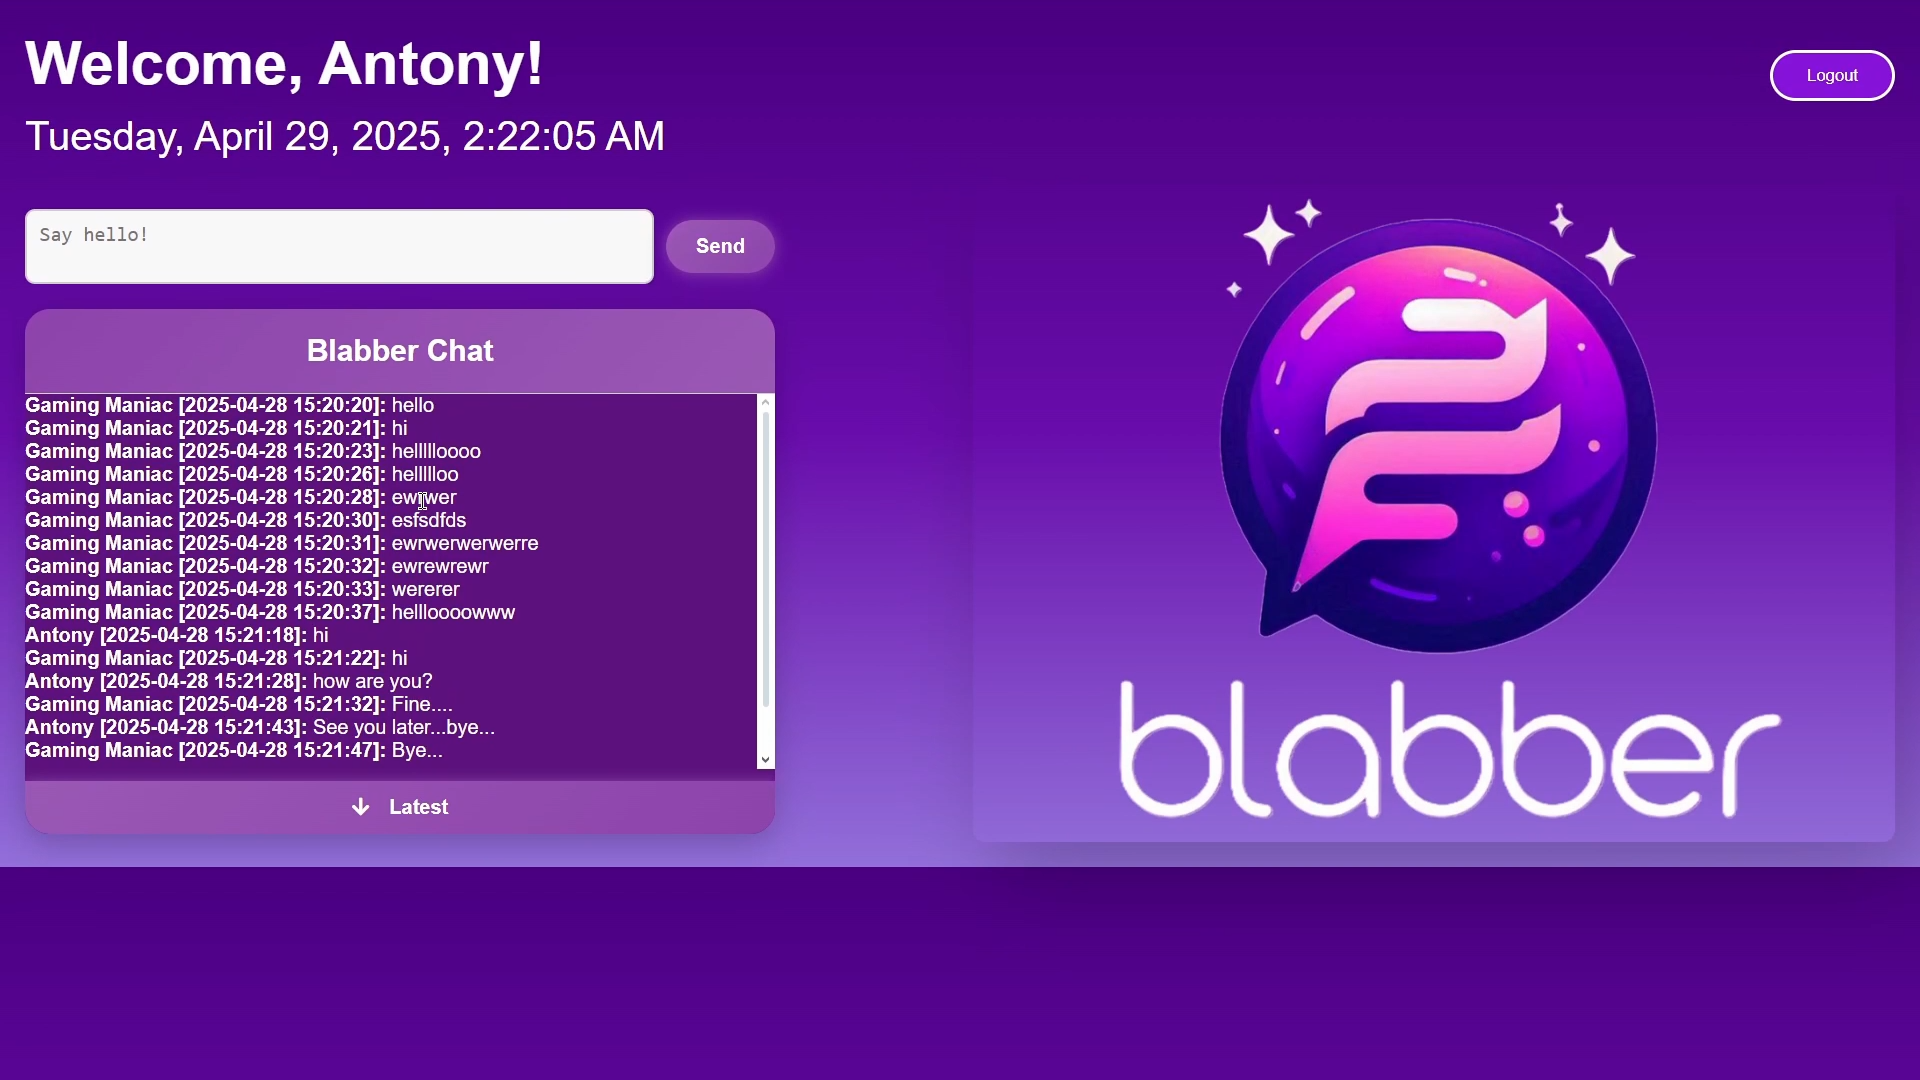 Welcome, Antony!
Logout
Tuesday, April 29, 2025, 2:22:05 AM
Say hello!
Send
Blabber Chat
Gaming Maniac [2025-04-28 15:20:20]: hello
Gaming Maniac [2025-04-28 15:20:21]: hi
Gaming Maniac [2025-04-28 15:20:23]: hellllloooo
Gaming Maniac [2025-04-28 15:20:26]: hellllloo
Gaming Maniac [2025-04-28 15:20:28]:
Gaming Maniac [2025-04-28 15:20:30]: esfsdfds
Gaming Maniac [2025-04-28 15:20:31]: ewrwerwerwerre
Gaming Maniac [2025-04-28 15:20:32]: ewrewrewr
Gaming Maniac [2025-04-28 15:20:33]: wererer
Gaming Maniac [2025-04-28 15:20:37]: hellloooowww
Antony [2025-04-28 15:21:18]: hi
Gaming Maniac [2025-04-28 15:21:22]: hi
Antony [2025-04-28 15:21:28]: how are you?
Gaming Maniac [2025-04-28 15:21:32]: Fine....
Antony [2025-04-28 15:21:43]: See you later...bye...
Gaming Maniac [2025-04-28 15:21:47]: Bye...
Latest
blabber